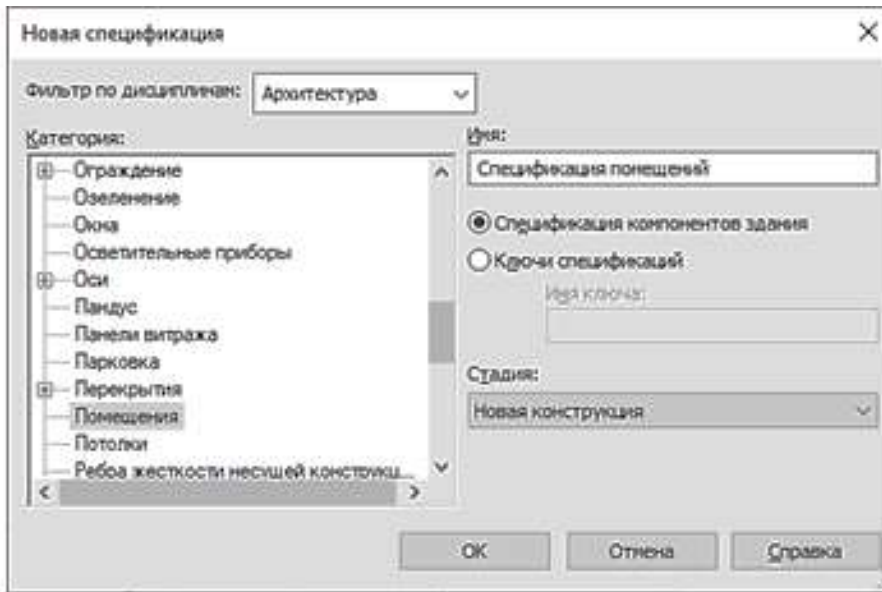 Новая спецификация
Фильтр по дисциплинам: Архитектура
Категория:
Ограждение
Озеленение
Окна
Осветительные приборы
Оси
Пандус
Панели витража
Парковка
Перекрытия
Помещения
Потолки
Ребра жесткости несущей конструкц...
Имя:
Спецификация помещений
Спецификация компонентов здания
Ключи спецификаций
Имя ключа:
Стадия:
Новая конструкция
ОК Отмена Справка